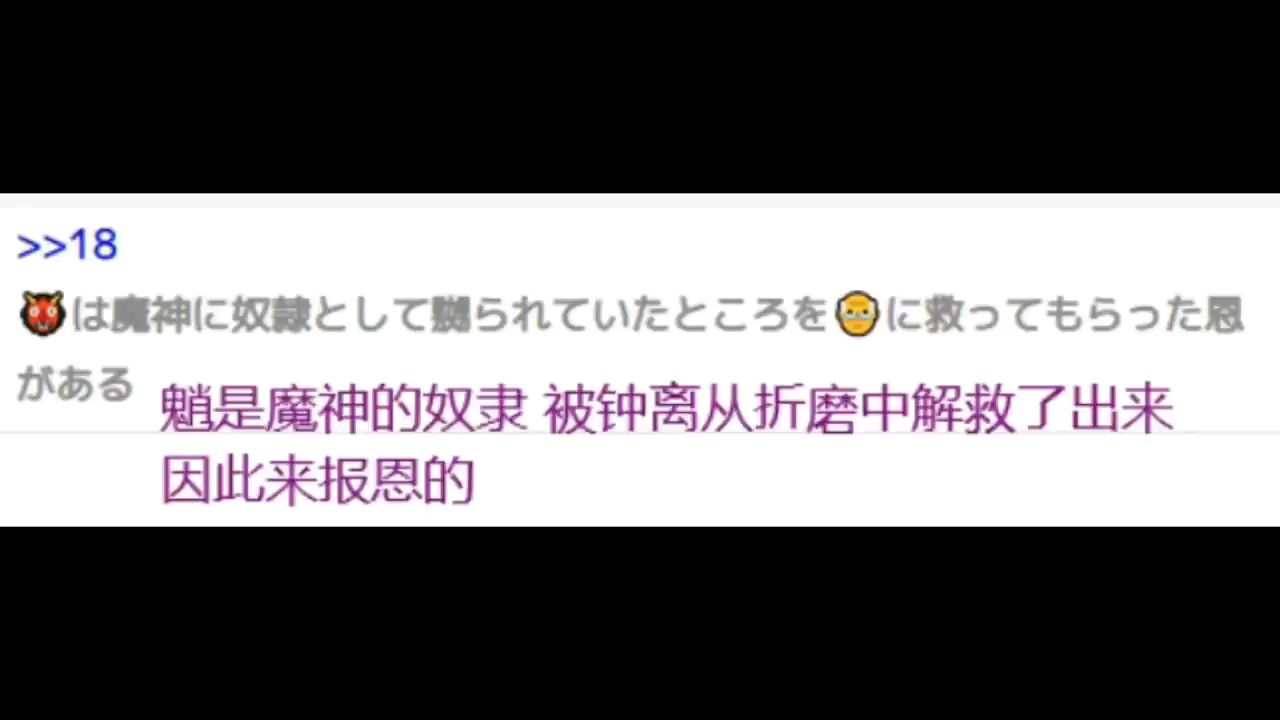 >>18
👹は魔神に奴隷として嬲られていたところを👴に救ってもらった恩
がある
魈是魔神的奴隶 被钟离从折磨中解救了出来
因此来报恩的